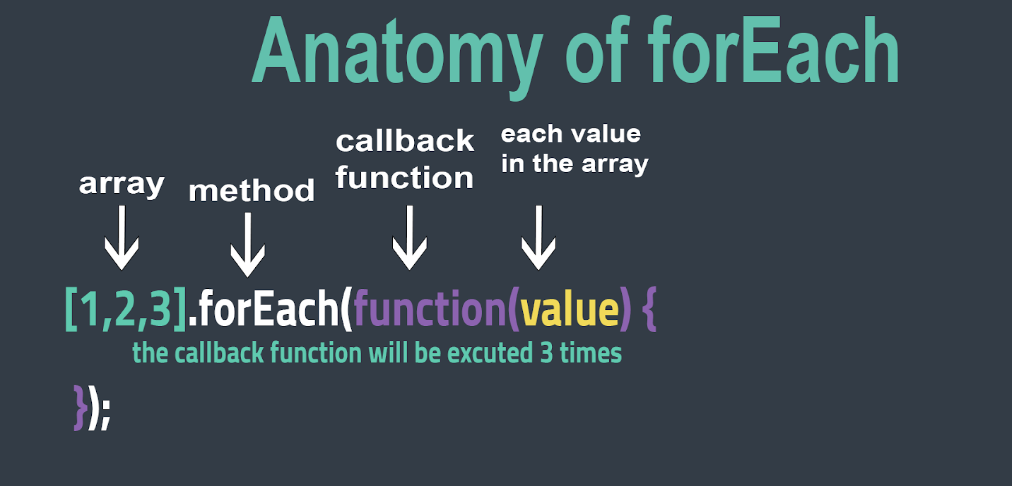 Anatomy of forEach
array
method
callback
function
each value
in the array
[1,2,3].forEach(function(value) {
the callback function will be excuted 3 times
});